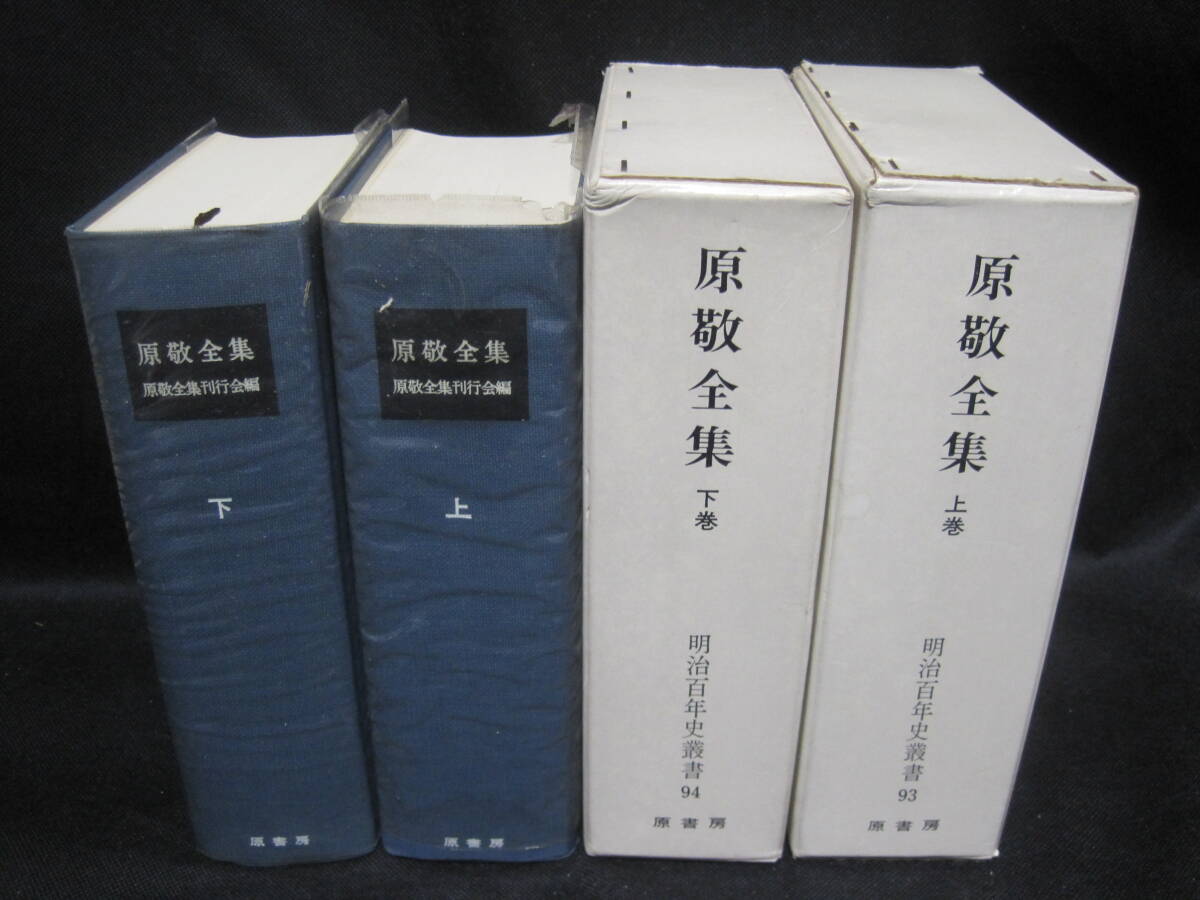 原敬全集
原敬全集刊行会編
下
原書房
原敬全集
原敬全集刊行会編
上
原書房
原敬全集
下巻
明治百年史叢書
94
原書房
原敬全集
上巻
明治百年史叢書
93
原書房